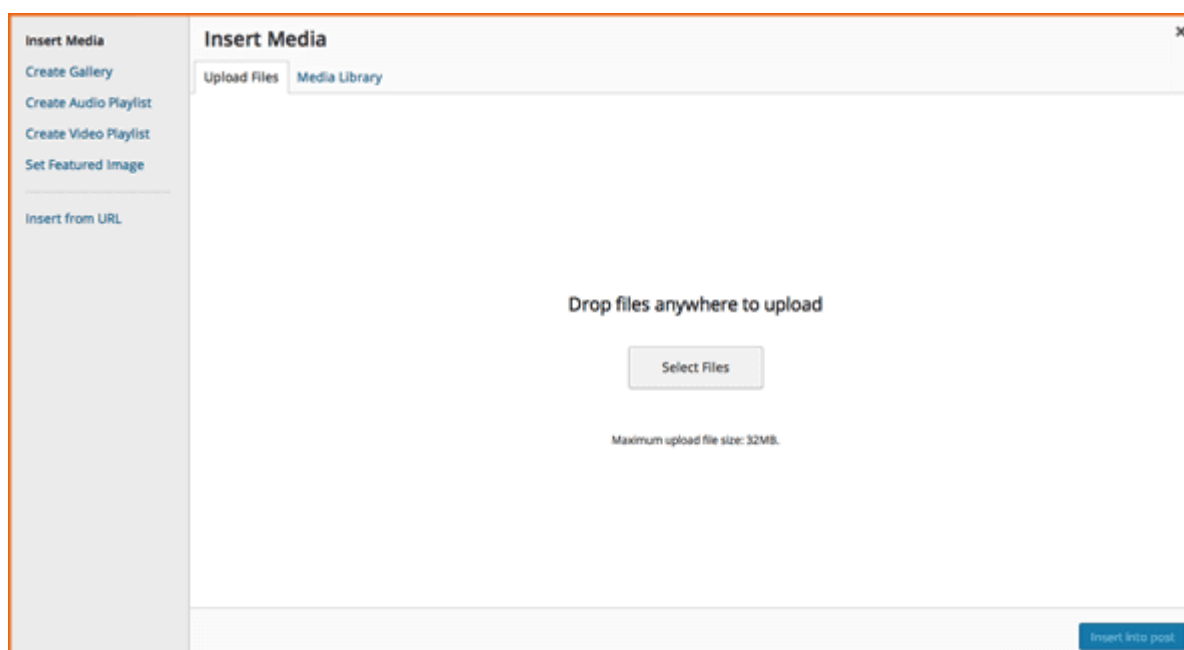 Insert Media
Create Gallery
Create Audio Playlist
Create Video Playlist
Set Featured Image
Insert from URL
Insert Media
Upload Files
Media Library
Drop files anywhere to upload
Select Files
Maximum upload file size: 32MB.
Insert into post